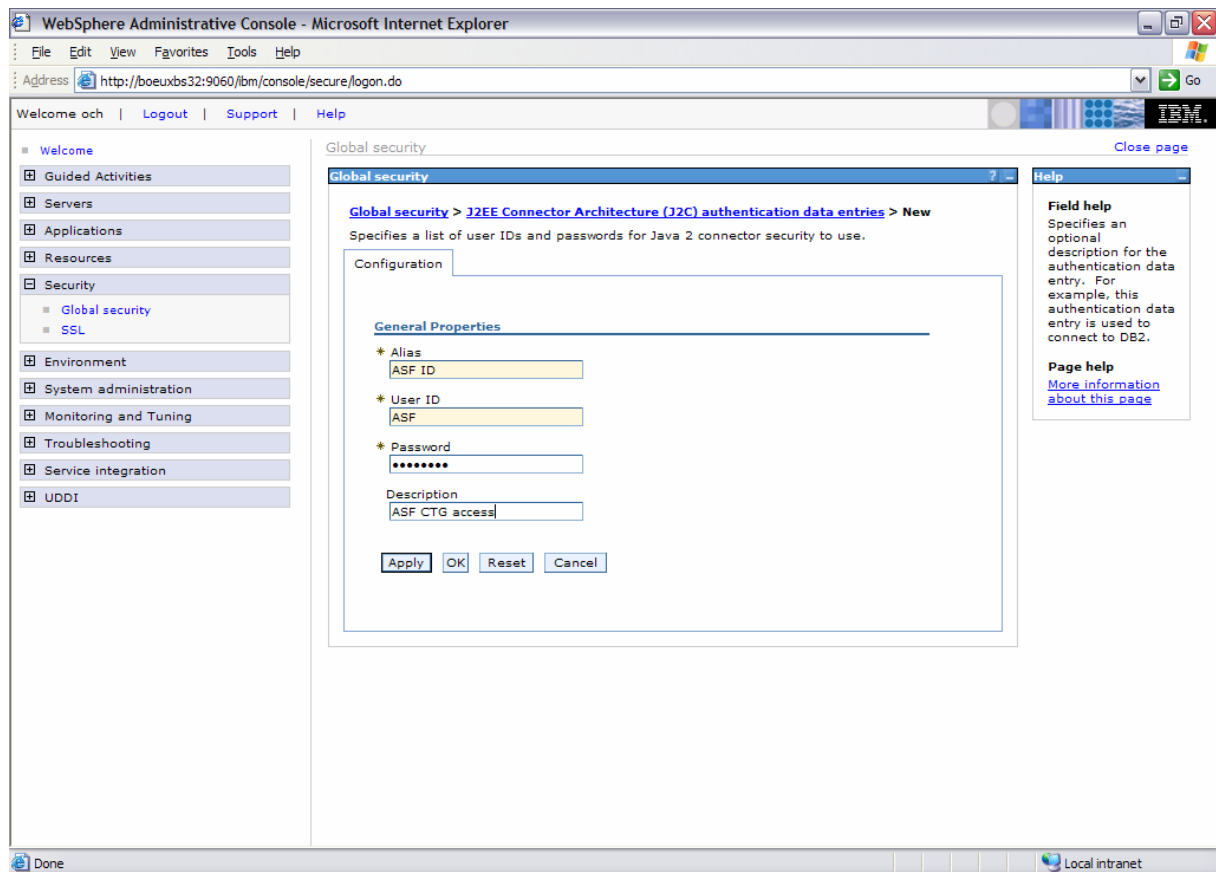 WebSphere Administrative Console - Microsoft Internet Explorer
File Edit View Favorites Tools Help
Address http://boeuxbs32:9060/ibm/console/secure/logon.do Go
Welcome och | Logout | Support | Help
IBM.
Welcome
Guided Activities
Servers
Applications
Resources
Security
Global security
SSL
Environment
System administration
Monitoring and Tuning
Troubleshooting
Service integration
UDDI
Global security Close page
Global security ? -
Global security > J2EE Connector Architecture (J2C) authentication data entries > New
Specifies a list of user IDs and passwords for Java 2 connector security to use.
Configuration
General Properties
* Alias
ASF ID
* User ID
ASF
* Password
••••••••
Description
ASF CTG access
Apply OK Reset Cancel
Help -
Field help
Specifies an
optional
description for the
authentication data
entry. For
example, this
authentication data
entry is used to
connect to DB2.
Page help
More information
about this page
Done Local intranet